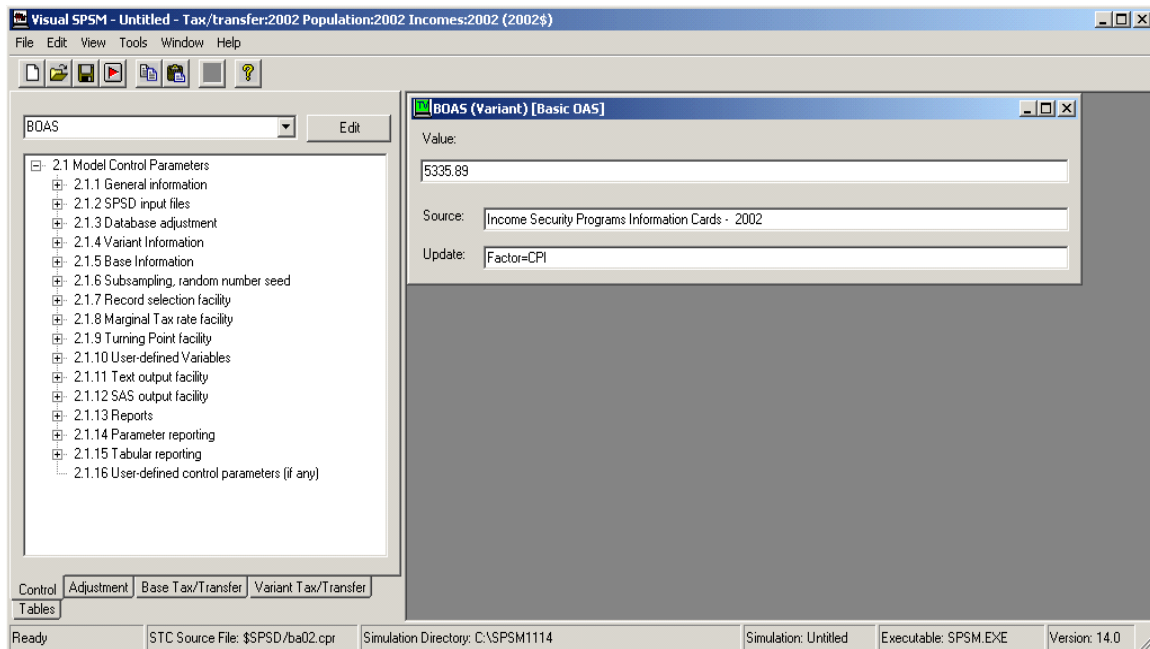 Visual SPSM - Untitled - Tax/transfer:2002 Population:2002 Incomes:2002 (2002$)
File Edit View Tools Window Help
BOAS
Edit
2.1 Model Control Parameters
2.1.1 General information
2.1.2 SPSD input files
2.1.3 Database adjustment
2.1.4 Variant Information
2.1.5 Base Information
2.1.6 Subsampling, random number seed
2.1.7 Record selection facility
2.1.8 Marginal Tax rate facility
2.1.9 Turning Point facility
2.1.10 User-defined Variables
2.1.11 Text output facility
2.1.12 SAS output facility
2.1.13 Reports
2.1.14 Parameter reporting
2.1.15 Tabular reporting
2.1.16 User-defined control parameters (if any)
Control Adjustment Base Tax/Transfer Variant Tax/Transfer
Tables
TV BOAS (Variant) [Basic OAS]
Value:
5335.89
Source: Income Security Programs Information Cards - 2002
Update: Factor=CPI
Ready STC Source File: $SPSD/ba02.cpr Simulation Directory: C:\SPSM1114 Simulation: Untitled Executable: SPSM.EXE Version: 14.0